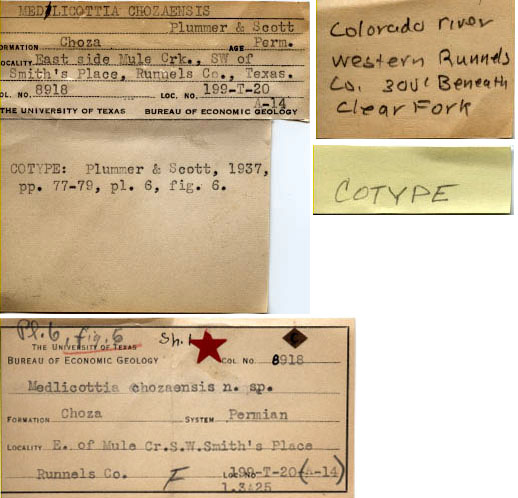 MEDLICOTTIA CHOZAENSIS
Plummer & Scott
FORMATION Choza AGE Perm.
LOCALITY East side Mule Crk., SW of
Smith's Place, Runnels Co., Texas.
COL. NO. 8918 LOC. NO. 199-T-20
A-14
THE UNIVERSITY OF TEXAS BUREAU OF ECONOMIC GEOLOGY
COTYPE: Plummer & Scott, 1937,
pp. 77-79, pl. 6, fig. 6.
Colorado river
western Runnels
Co. 300' Beneath
Clear Fork
COTYPE
Pl. 6, fig. 6 Sh. 1 C
THE UNIVERSITY OF TEXAS
BUREAU OF ECONOMIC GEOLOGY COL NO. 8918
Medlicottia chozaensis n. sp.
FORMATION Choza SYSTEM Permian
LOCALITY E. of Mule Cr.S.W.Smith's Place
Runnels Co. F LOC NO. 199-T-20(A-14)
1.3425